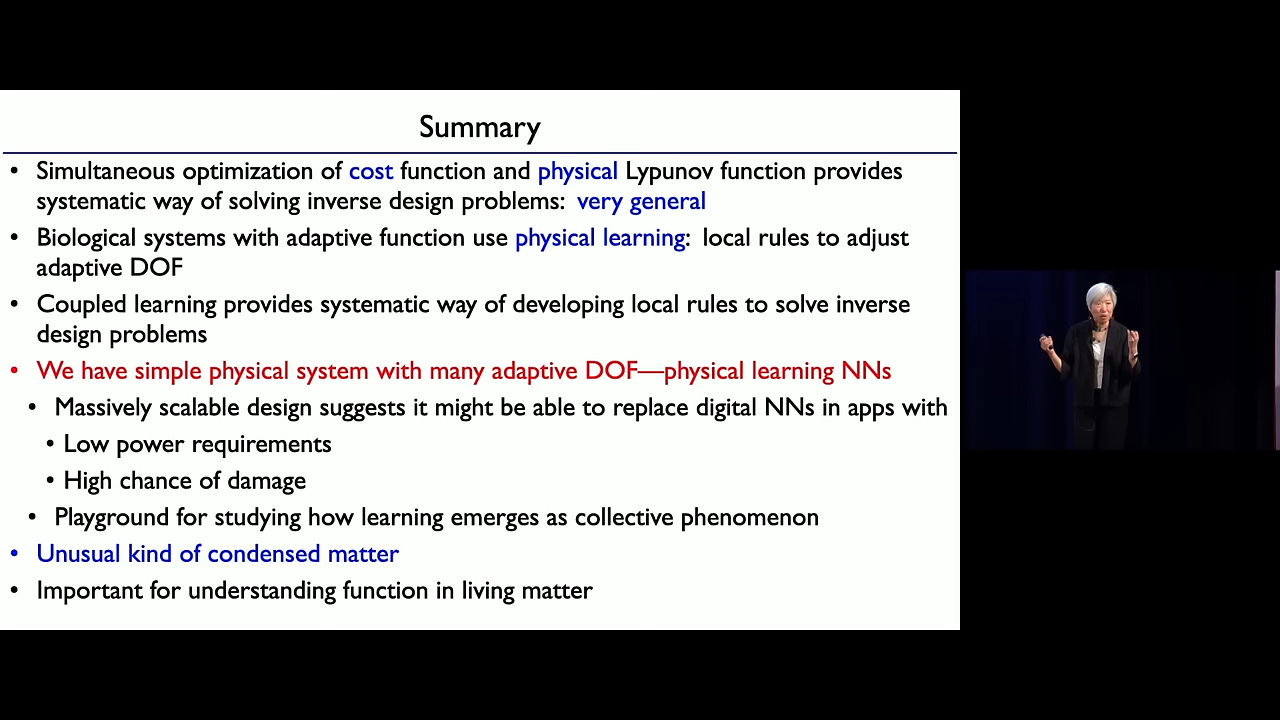 Summary
• Simultaneous optimization of cost function and physical Lypunov function provides
systematic way of solving inverse design problems: very general
• Biological systems with adaptive function use physical learning: local rules to adjust
adaptive DOF
• Coupled learning provides systematic way of developing local rules to solve inverse
design problems
• We have simple physical system with many adaptive DOF—physical learning NNs
• Massively scalable design suggests it might be able to replace digital NNs in apps with
• Low power requirements
• High chance of damage
• Playground for studying how learning emerges as collective phenomenon
• Unusual kind of condensed matter
• Important for understanding function in living matter